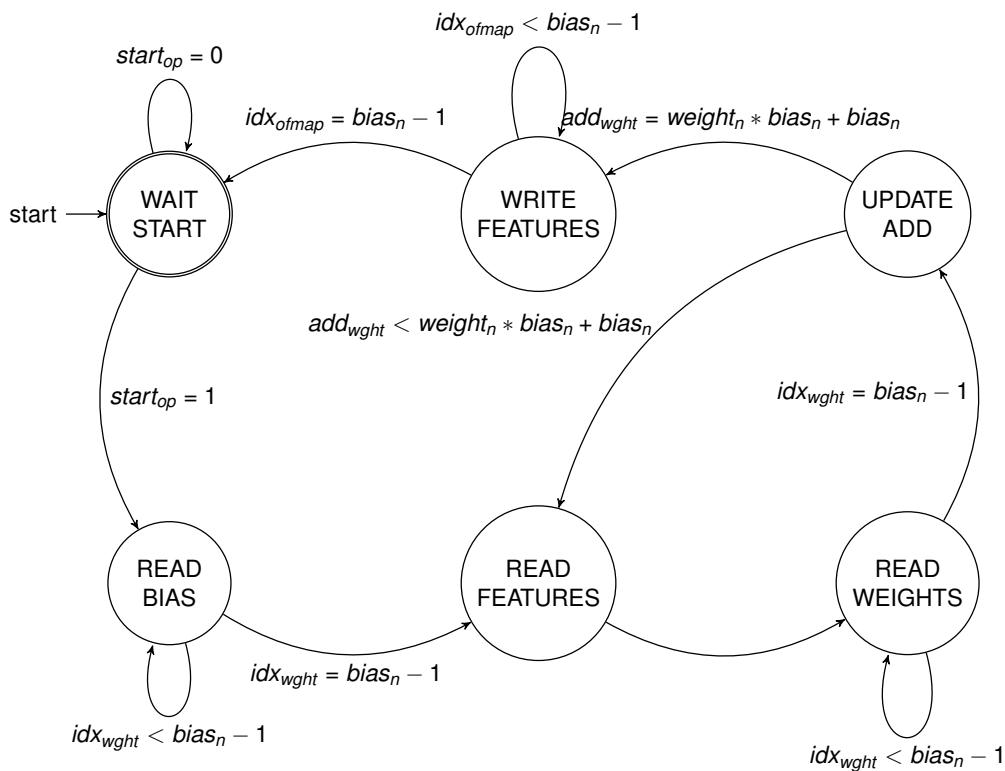 idx_ofmap < bias_n − 1
start_op = 0
idx_ofmap = bias_n − 1
add_wght = weight_n ∗ bias_n + bias_n
start
WAIT
START
WRITE
FEATURES
UPDATE
ADD
add_wght < weight_n ∗ bias_n + bias_n
start_op = 1
idx_wght = bias_n − 1
READ
BIAS
READ
FEATURES
READ
WEIGHTS
idx_wght = bias_n − 1
idx_wght < bias_n − 1
idx_wght < bias_n − 1